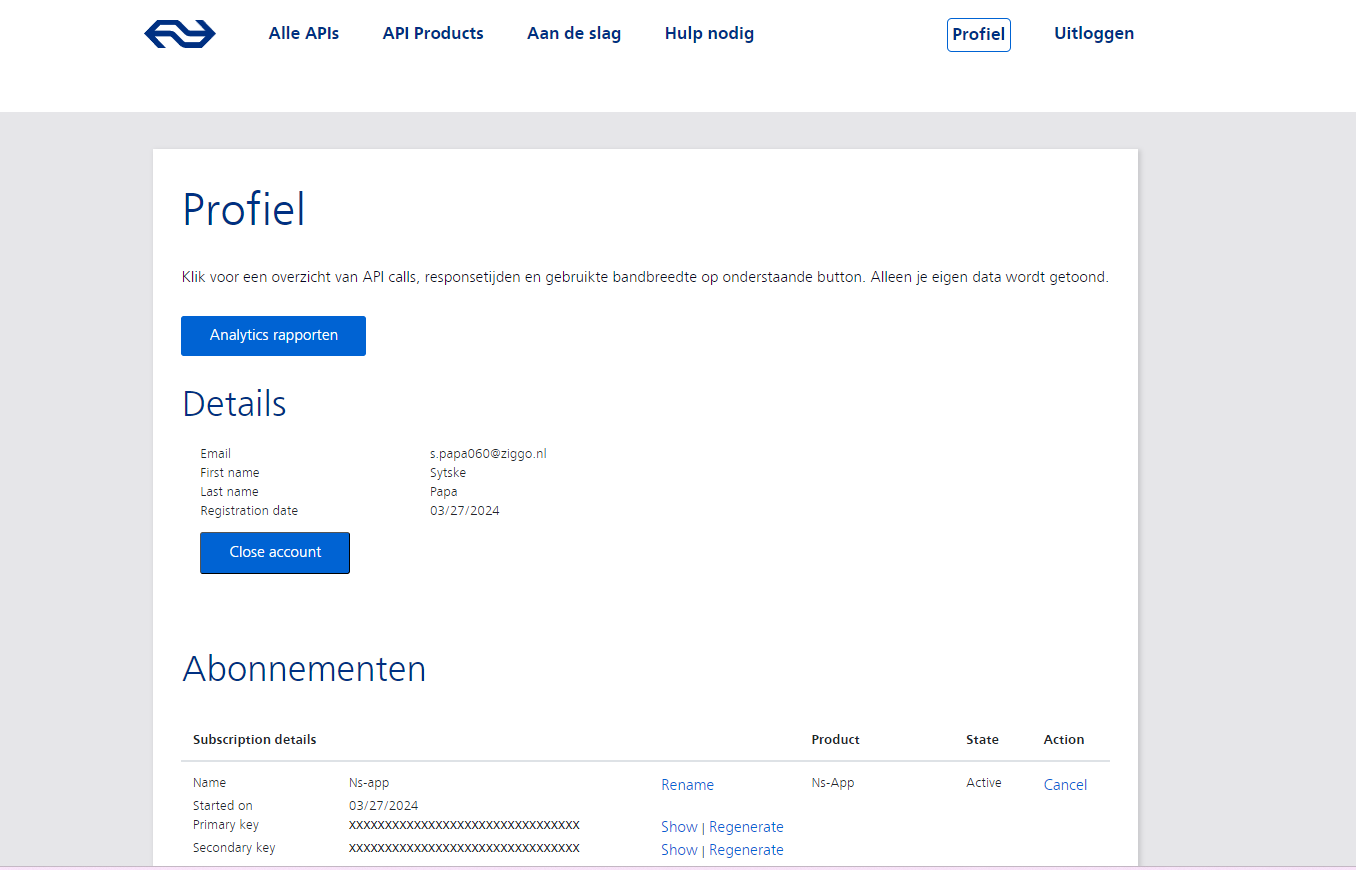 Alle APIs API Products Aan de slag Hulp nodig Profiel Uitloggen
Profiel
Klik voor een overzicht van API calls, responsetijden en gebruikte bandbreedte op onderstaande button. Alleen je eigen data wordt getoond.
Analytics rapporten
Details
Email s.papa060@ziggo.nl
First name Sytske
Last name Papa
Registration date 03/27/2024
Close account
Abonnementen
Subscription details Product State Action
Name Ns-app Rename Ns-App Active Cancel
Started on 03/27/2024
Primary key XXXXXXXXXXXXXXXXXXXXXXXXXXXXXXXX Show | Regenerate
Secondary key XXXXXXXXXXXXXXXXXXXXXXXXXXXXXXXX Show | Regenerate